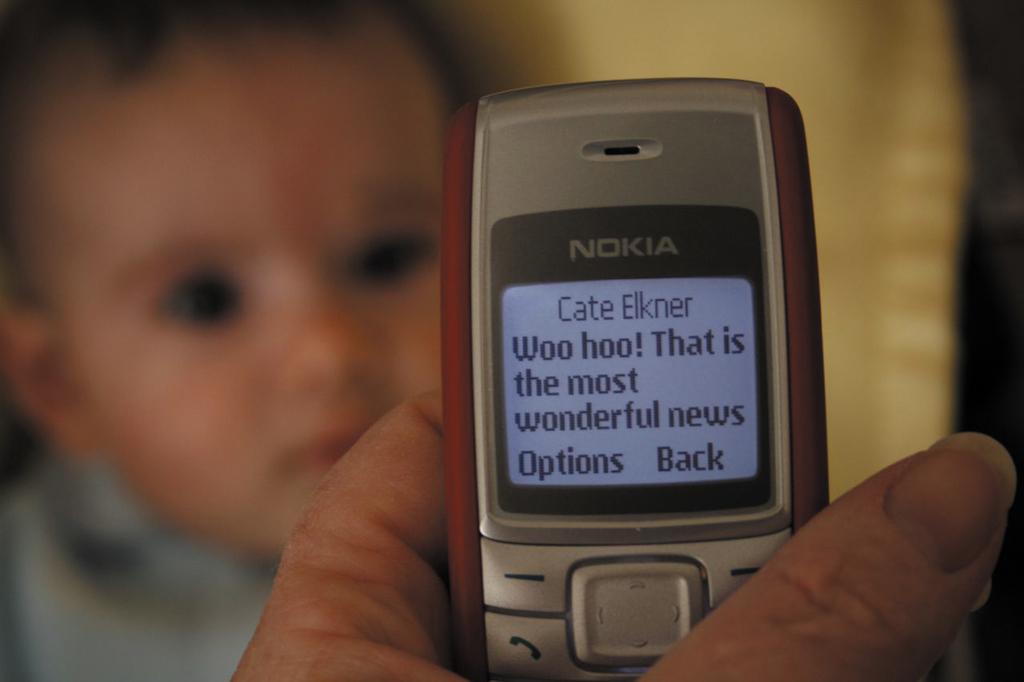 NOKIA
Cate Elkner
Woo hoo! That is
the most
wonderful news
Options Back